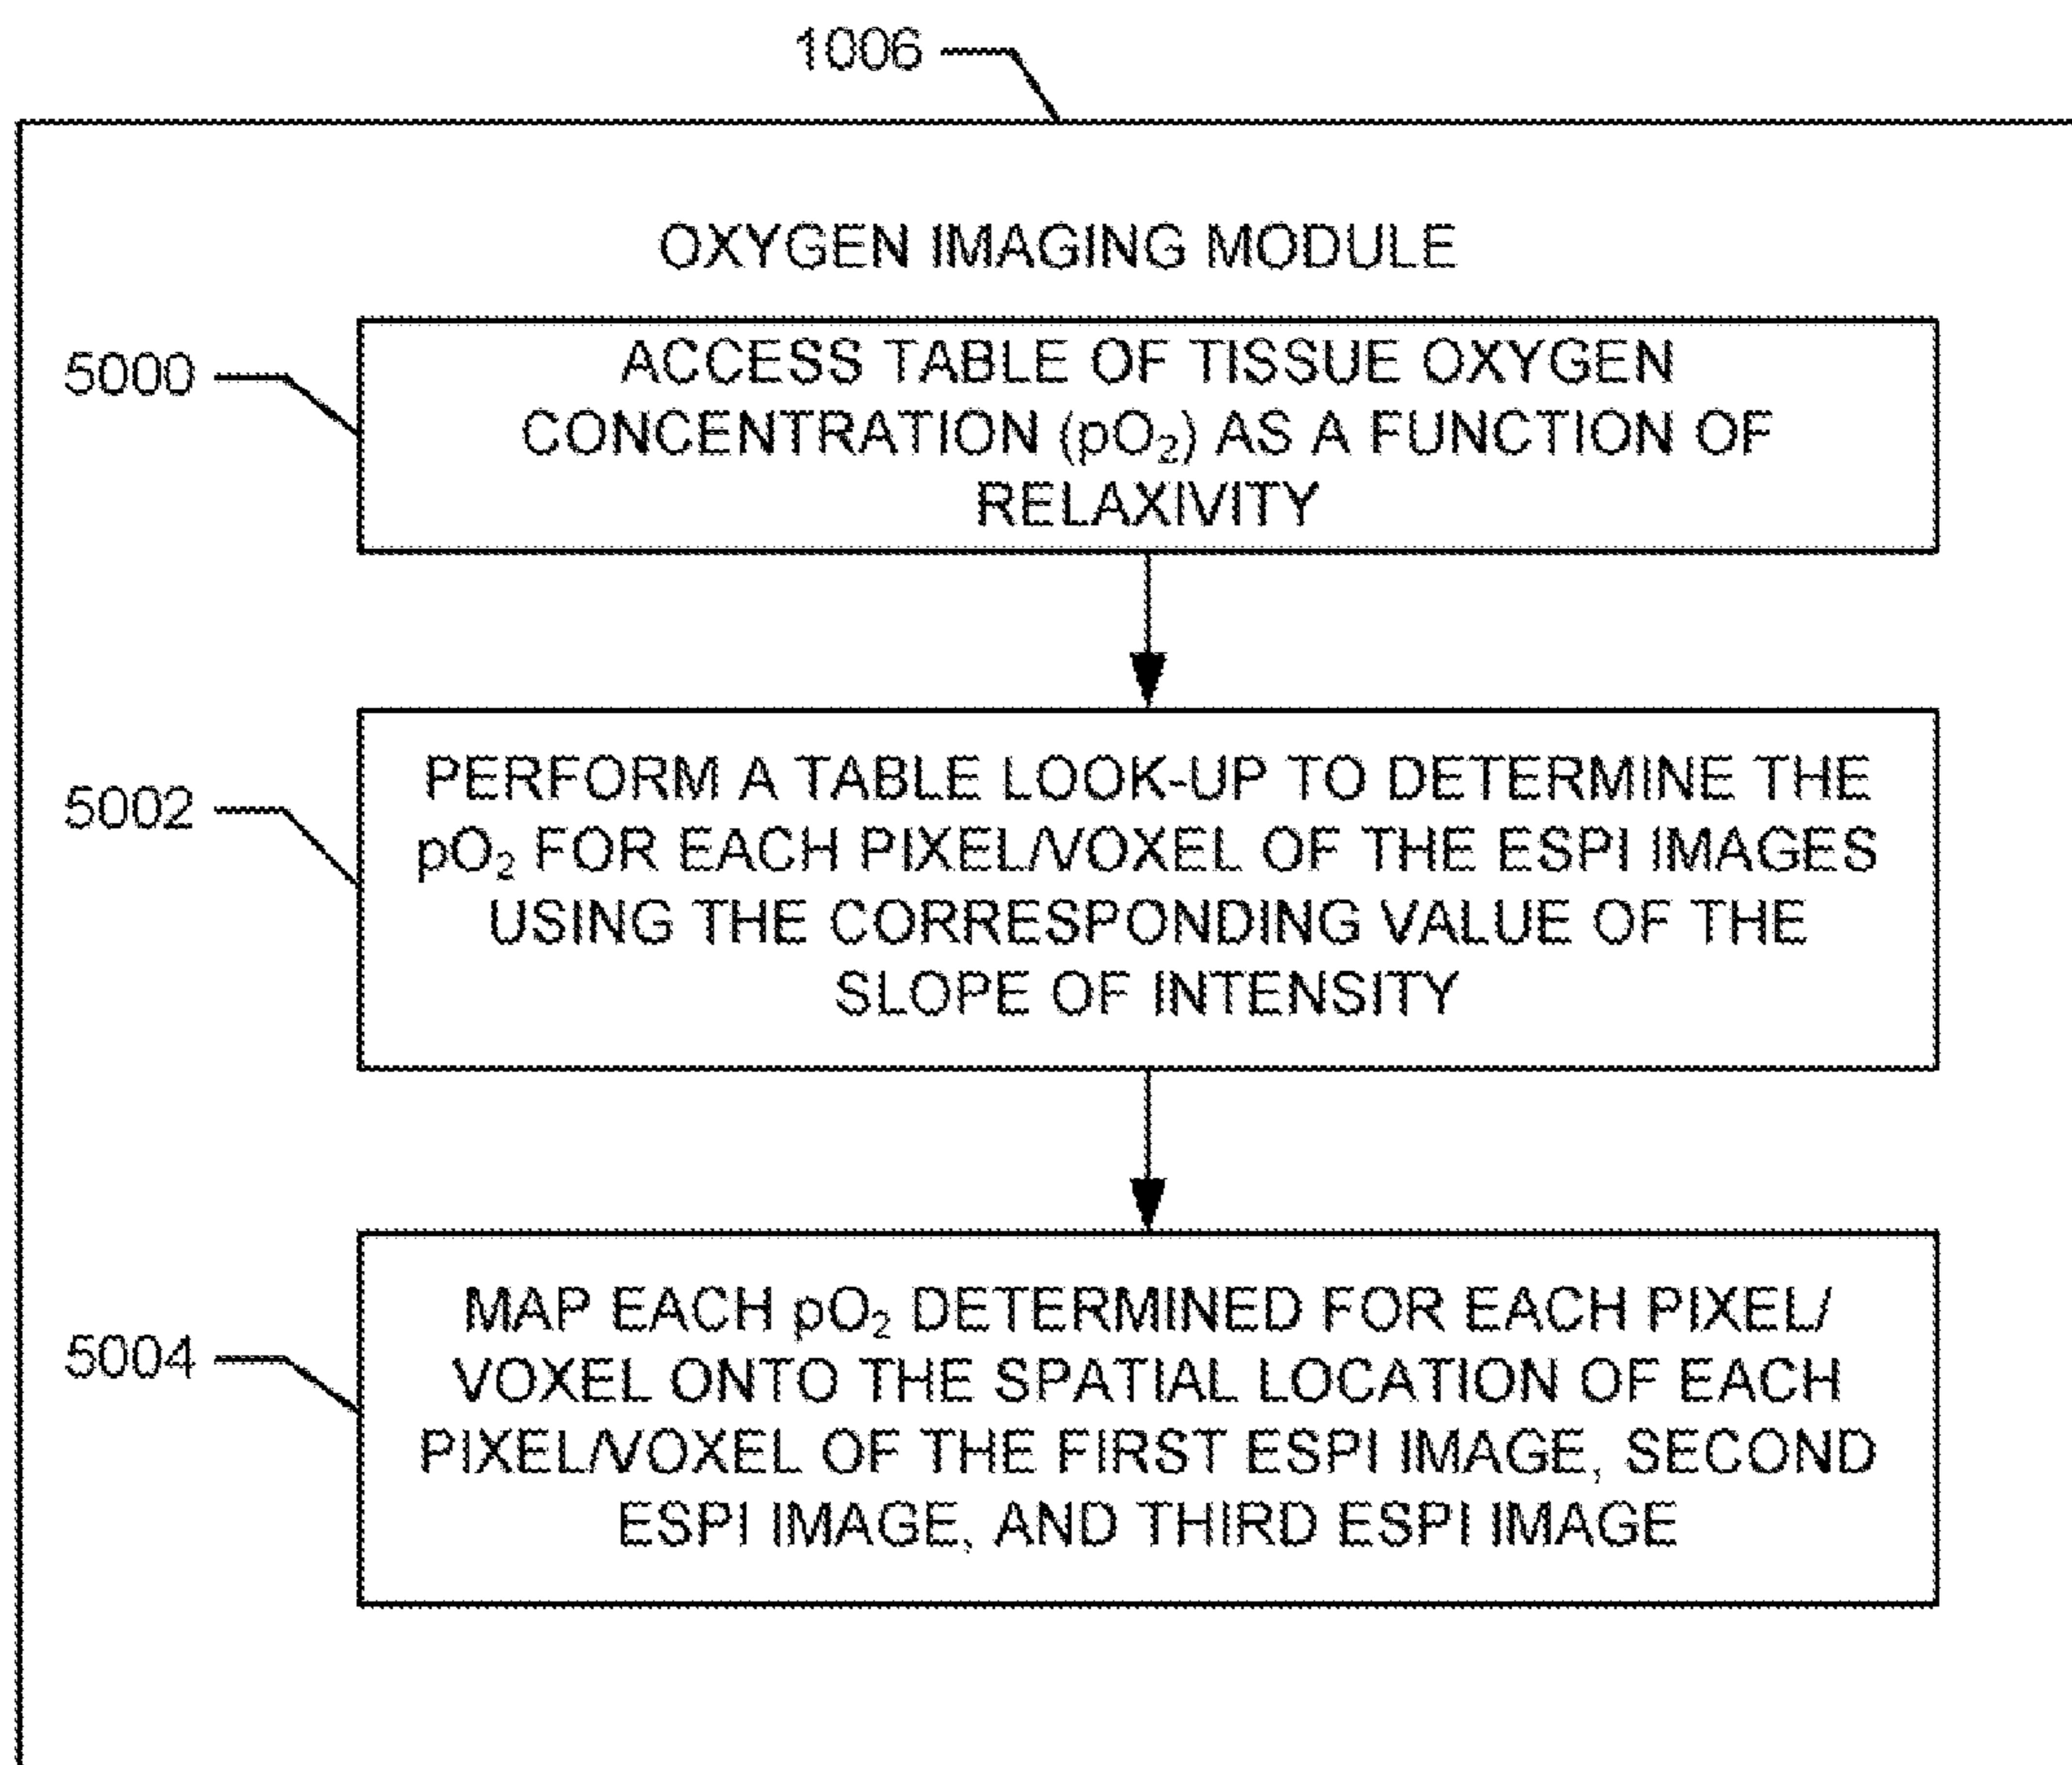 1006
OXYGEN IMAGING MODULE
5000
ACCESS TABLE OF TISSUE OXYGEN
CONCENTRATION (pO₂) AS A FUNCTION OF
RELAXIVITY
5002
PERFORM A TABLE LOOK-UP TO DETERMINE THE
pO₂ FOR EACH PIXEL/VOXEL OF THE ESPI IMAGES
USING THE CORRESPONDING VALUE OF THE
SLOPE OF INTENSITY
5004
MAP EACH pO₂ DETERMINED FOR EACH PIXEL/
VOXEL ONTO THE SPATIAL LOCATION OF EACH
PIXEL/VOXEL OF THE FIRST ESPI IMAGE, SECOND
ESPI IMAGE, AND THIRD ESPI IMAGE